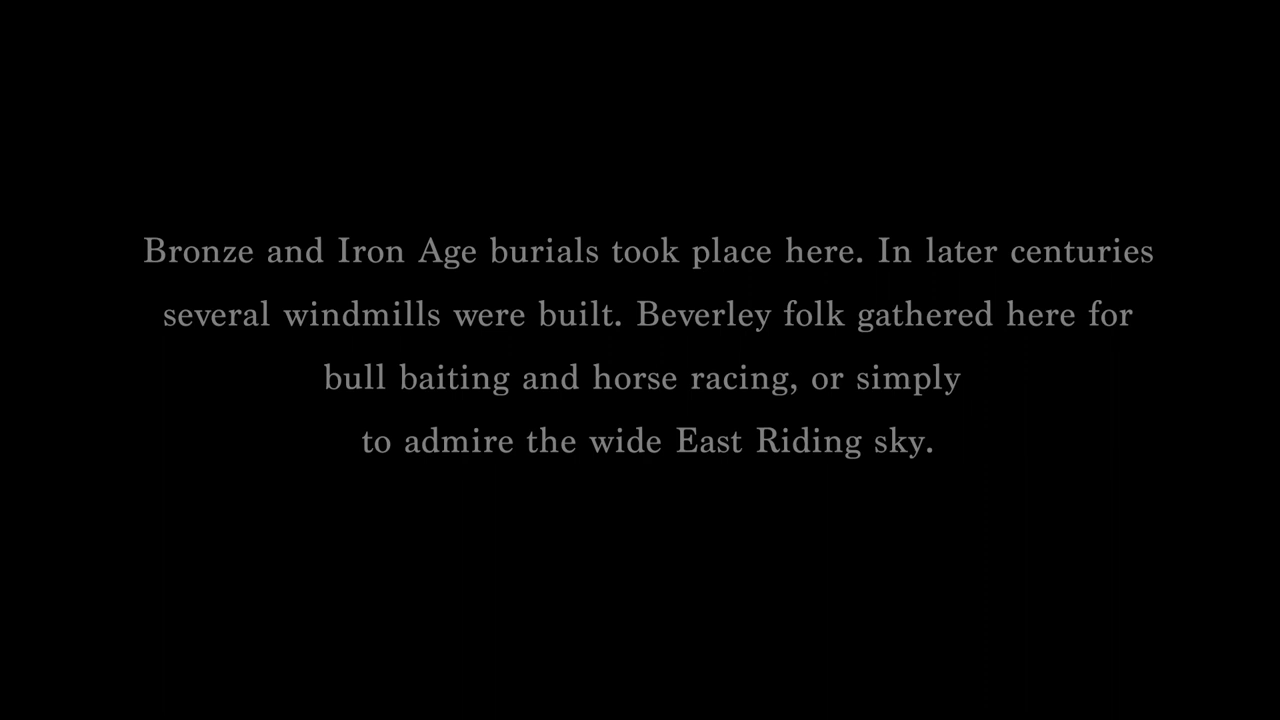 Bronze and Iron Age burials took place here. In later centuries
several windmills were built. Beverley folk gathered here for
bull baiting and horse racing, or simply
to admire the wide East Riding sky.